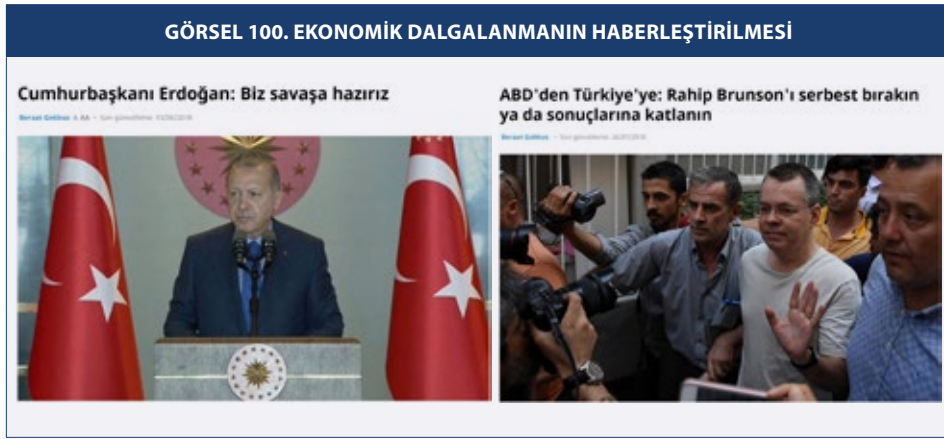 GÖRSEL 100. EKONOMİK DALGALANMANIN HABERLEŞTİRİLMESİ
Cumhurbaşkanı Erdoğan: Biz savaşa hazırız
ABD'den Türkiye'ye: Rahip Brunson'ı serbest bırakın
ya da sonuçlarına katlanın